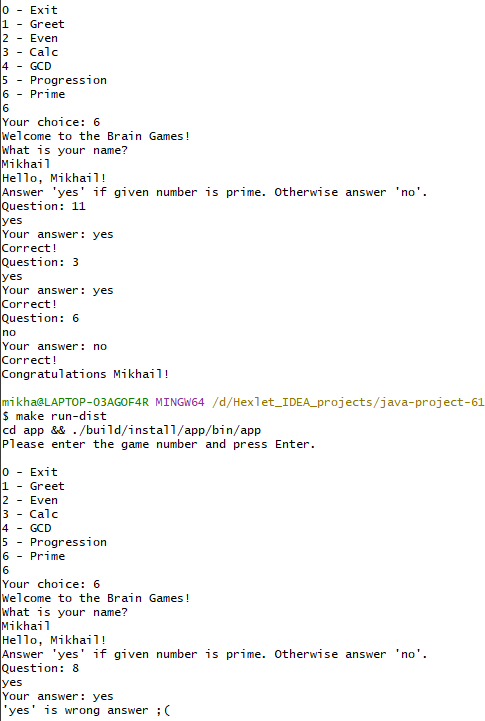 0 - Exit
1 - Greet
2 - Even
3 - Calc
4 - GCD
5 - Progression
6 - Prime
6
Your choice: 6
Welcome to the Brain Games!
What is your name?
Mikhail
Hello, Mikhail!
Answer 'yes' if given number is prime. Otherwise answer 'no'.
Question: 11
yes
Your answer: yes
Correct!
Question: 3
yes
Your answer: yes
Correct!
Question: 6
no
Your answer: no
Correct!
Congratulations Mikhail!

mikha@LAPTOP-O3AGOF4R MINGW64 /d/Hexlet_IDEA_projects/java-project-61
$ make run-dist
cd app && ./build/install/app/bin/app
Please enter the game number and press Enter.

0 - Exit
1 - Greet
2 - Even
3 - Calc
4 - GCD
5 - Progression
6 - Prime
6
Your choice: 6
Welcome to the Brain Games!
What is your name?
Mikhail
Hello, Mikhail!
Answer 'yes' if given number is prime. Otherwise answer 'no'.
Question: 8
yes
Your answer: yes
'yes' is wrong answer ;(